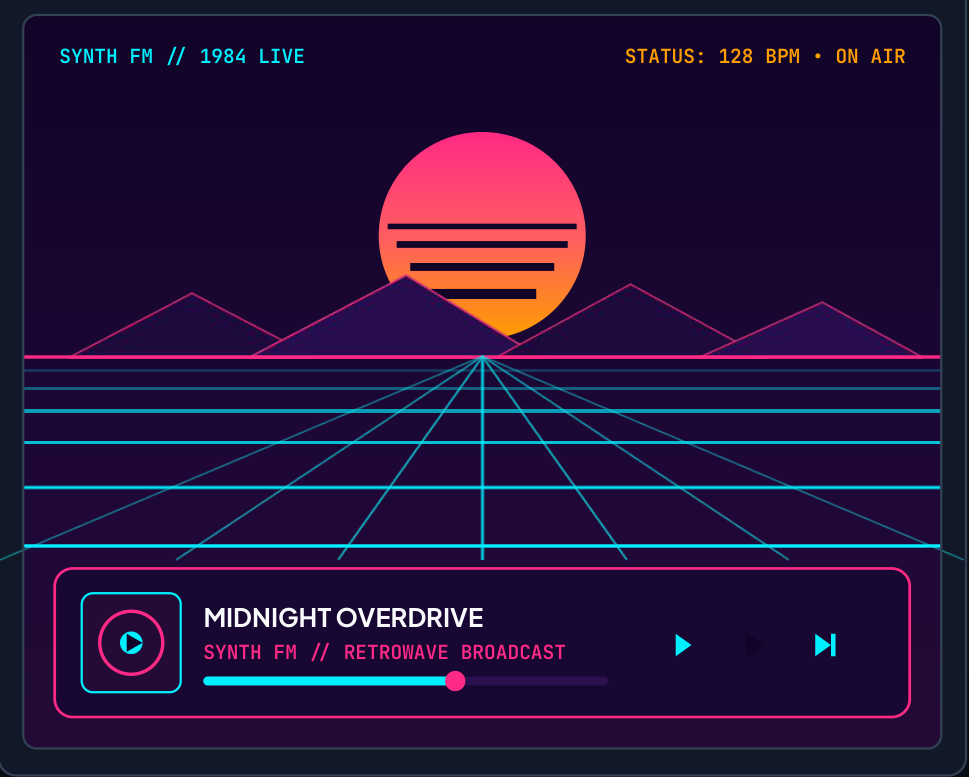 SYNTH FM // 1984 LIVE
STATUS: 128 BPM • ON AIR
MIDNIGHT OVERDRIVE
SYNTH FM // RETROWAVE BROADCAST